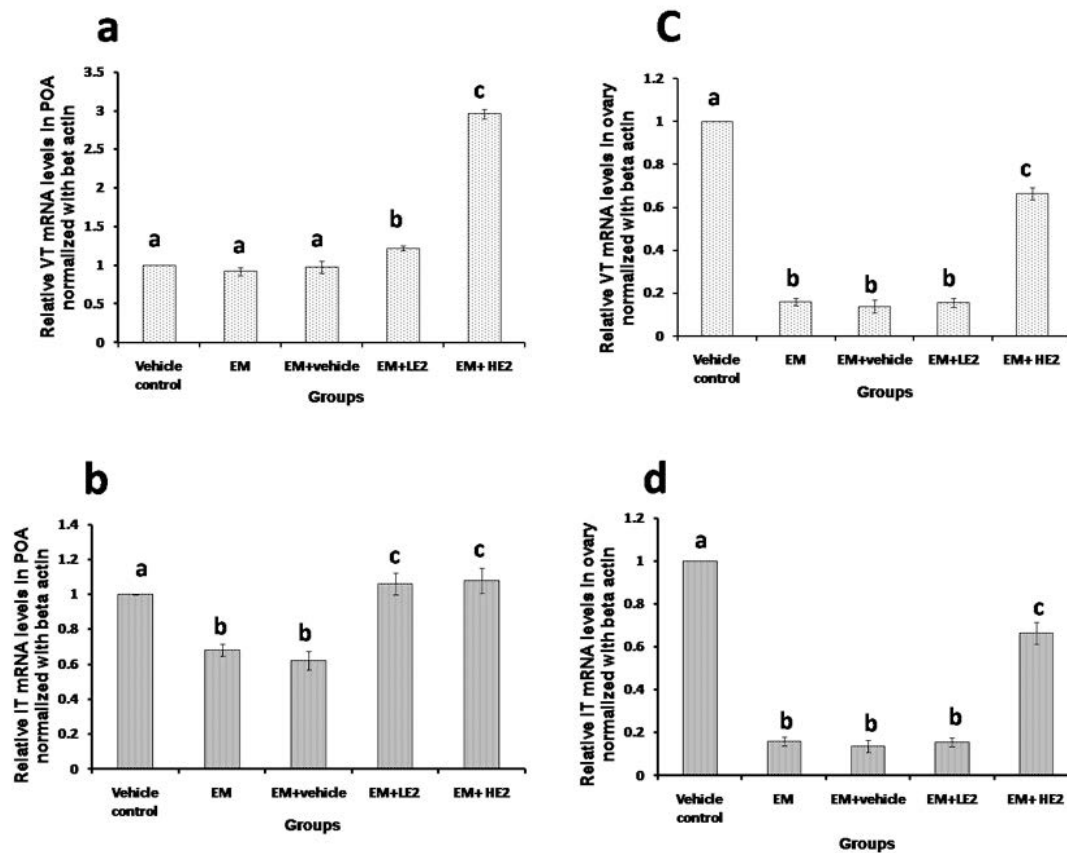 a
Relative VT mRNA levels in POA
normalized with bet actin
3.5
3
2.5
2
1.5
1
0.5
0
a
a
a
b
c
Vehicle
control
EM
EM+vehicle
EM+LE2
EM+ HE2
Groups
C
Relative VT mRNA levels in ovary
normalized with beta actin
1.2
1
0.8
0.6
0.4
0.2
0
a
b
b
b
c
Vehicle
control
EM
EM+vehicle
EM+LE2
EM+ HE2
Groups
b
Relative IT mRNA levels in POA
normalized with beta actin
1.4
1.2
1
0.8
0.6
0.4
0.2
0
a
b
b
c
c
Vehicle
control
EM
EM+vehicle
EM+LE2
EM+ HE2
Groups
d
Relative IT mRNA levels in ovary
normalized with beta actin
1.2
1
0.8
0.6
0.4
0.2
0
a
b
b
b
c
Vehicle
control
EM
EM+vehicle
EM+LE2
EM+ HE2
Groups